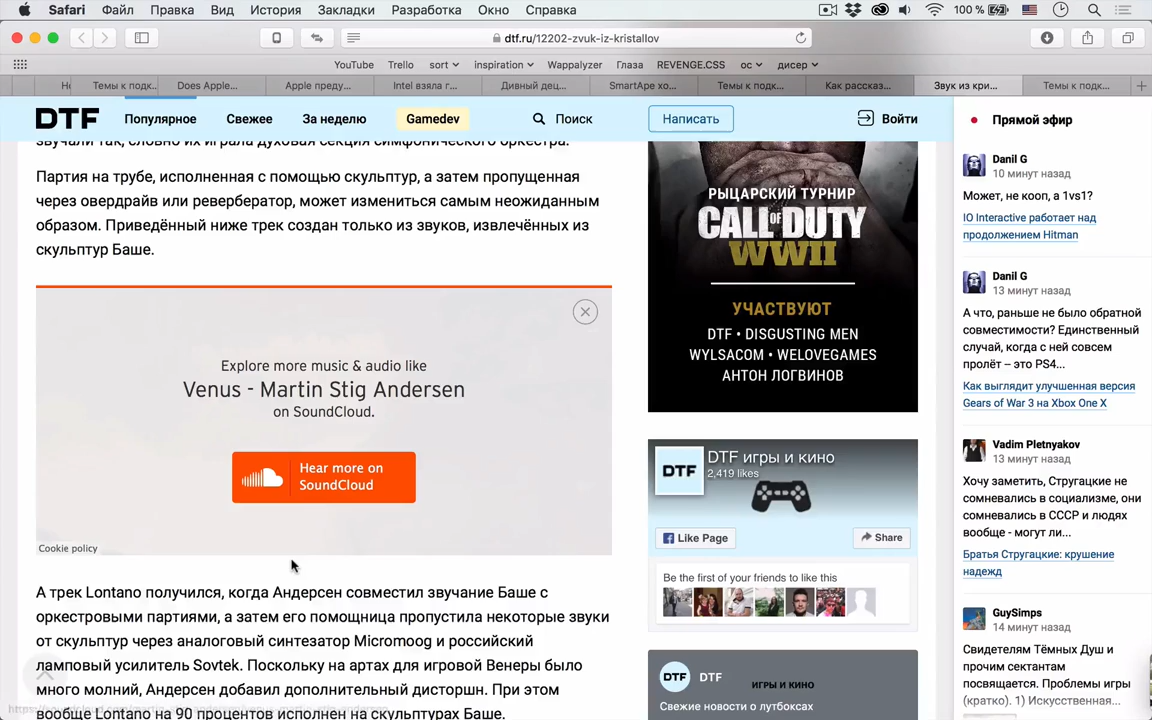 Safari Файл Правка Вид История Закладки Разработка Окно Справка 100 %
dtf.ru/12202-zvuk-iz-kristallov
YouTube Trello sort inspiration Wappalyzer Глаза REVENGE.CSS ос дисер
Не Темы к подк... Does Apple... Apple преду... Intel взяла г... Дивный дец... SmartApe хо... Темы к подк... Как рассказ... Звук из кри... Темы к подк...
DTF Популярное Свежее За неделю Gamedev Поиск Написать Войти
звучали так, словно их играла духовая секция симфонического оркестра.
Партия на трубе, исполненная с помощью скульптур, а затем пропущенная
через овердрайв или ревербератор, может измениться самым неожиданным
образом. Приведённый ниже трек создан только из звуков, извлечённых из
скульптур Баше.
Explore more music & audio like
Venus - Martin Stig Andersen
on SoundCloud.
Hear more on
SoundCloud
Cookie policy
А трек Lontano получился, когда Андерсен совместил звучание Баше с
оркестровыми партиями, а затем его помощница пропустила некоторые звуки
от скульптур через аналоговый синтезатор Micromoog и российский
ламповый усилитель Sovtek. Поскольку на артах для игровой Венеры было
много молний, Андерсен добавил дополнительный дисторшн. При этом
вообще Lontano на 90 процентов исполнен на скульптурах Баше.
РЫЦАРСКИЙ ТУРНИР
CALL OF DUTY
WWII
УЧАСТВУЮТ
DTF • DISGUSTING MEN
WYLSACOM • WELOVEGAMES
АНТОН ЛОГВИНОВ
DTF
DTF игры и кино
2,419 likes
Like Page
Share
Be the first of your friends to like this
DTF
DTF
ИГРЫ И КИНО
Свежие новости о лутбоксах
Прямой эфир
Danil G
10 минут назад
Может, не кооп, а 1vs1?
IO Interactive работает над
продолжением Hitman
Danil G
13 минут назад
А что, раньше не было обратной
совместимости? Единственный
случай, когда с ней совсем
пролёт – это PS4...
Как выглядит улучшенная версия
Gears of War 3 на Xbox One X
Vadim Pletnyakov
13 минут назад
Хочу заметить, Стругацкие не
сомневались в социализме, они
сомневались в СССР и людях
вообще - могут ли...
Братья Стругацкие: крушение
надежд
GuySimps
14 минут назад
Свидетелям Тёмных Душ и
прочим сектантам
посвящается. Проблемы игры
(кратко). 1) Искусственная...